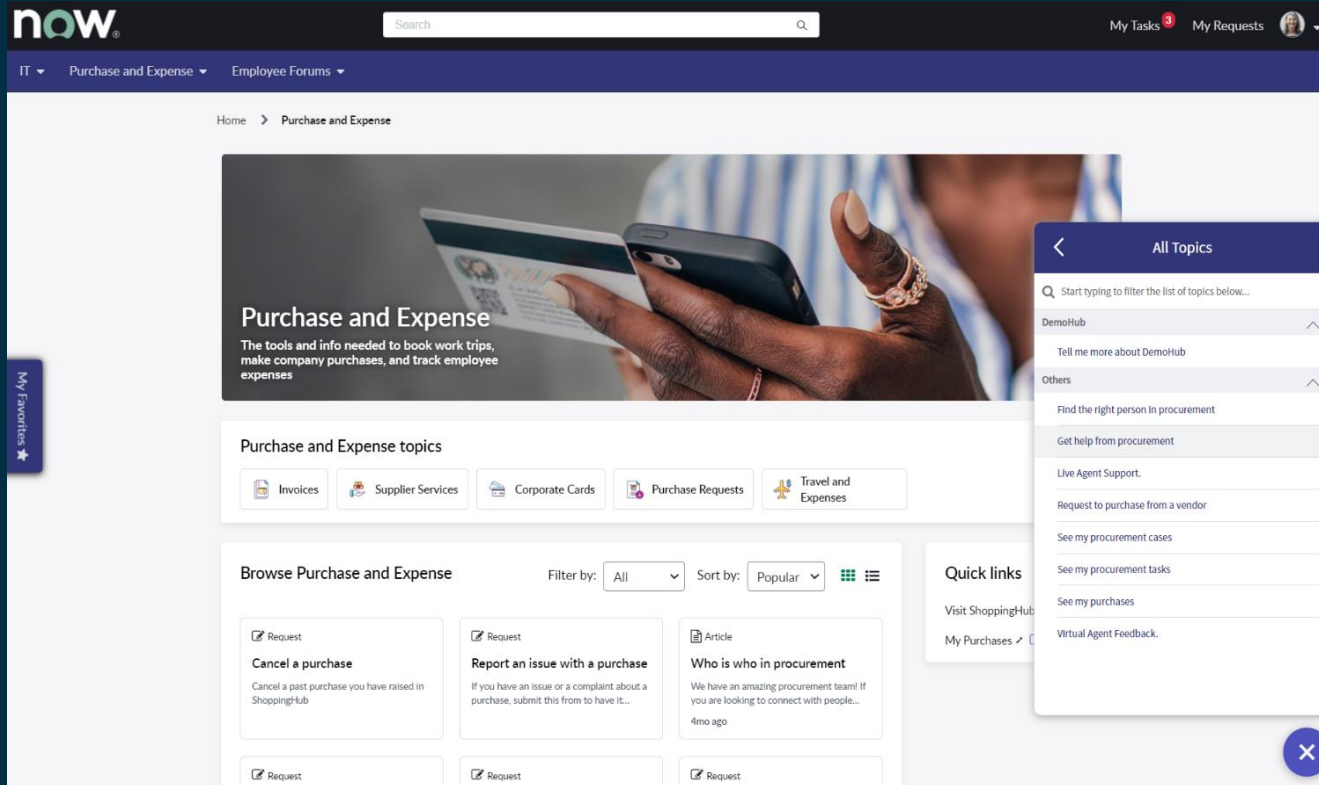 now.
Search
My Tasks 3
My Requests
IT
Purchase and Expense
Employee Forums
Home > Purchase and Expense
Purchase and Expense
The tools and info needed to book work trips,
make company purchases, and track employee
expenses
My Favorites
Purchase and Expense topics
Invoices
Supplier Services
Corporate Cards
Purchase Requests
Travel and
Expenses
Browse Purchase and Expense
Filter by: All
Sort by: Popular
Request
Cancel a purchase
Cancel a past purchase you have raised in
ShoppingHub
Request
Report an issue with a purchase
If you have an issue or a complaint about a
purchase, submit this from to have it...
Article
Who is who in procurement
We have an amazing procurement team! If
you are looking to connect with people...
4mo ago
Request
Request
Request
Quick links
Visit ShoppingHub
My Purchases
All Topics
Start typing to filter the list of topics below...
DemoHub
Tell me more about DemoHub
Others
Find the right person in procurement
Get help from procurement
Live Agent Support.
Request to purchase from a vendor
See my procurement cases
See my procurement tasks
See my purchases
Virtual Agent Feedback.